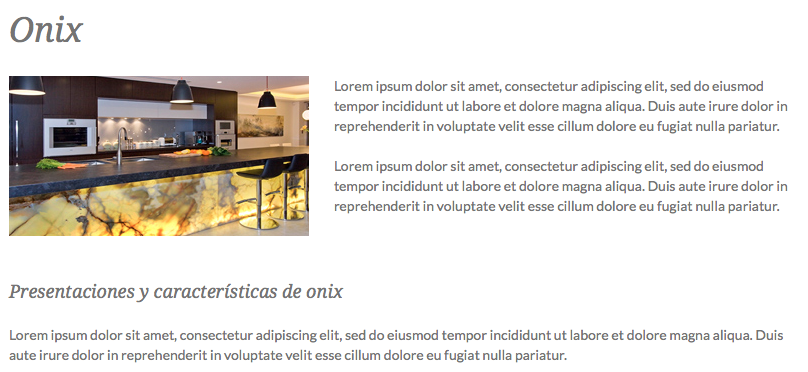 Onix
Lorem ipsum dolor sit amet, consectetur adipiscing elit, sed do eiusmod
tempor incididunt ut labore et dolore magna aliqua. Duis aute irure dolor in
reprehenderit in voluptate velit esse cillum dolore eu fugiat nulla pariatur.
Lorem ipsum dolor sit amet, consectetur adipiscing elit, sed do eiusmod
tempor incididunt ut labore et dolore magna aliqua. Duis aute irure dolor in
reprehenderit in voluptate velit esse cillum dolore eu fugiat nulla pariatur.
Presentaciones y características de onix
Lorem ipsum dolor sit amet, consectetur adipiscing elit, sed do eiusmod tempor incididunt ut labore et dolore magna aliqua. Duis
aute irure dolor in reprehenderit in voluptate velit esse cillum dolore eu fugiat nulla pariatur.